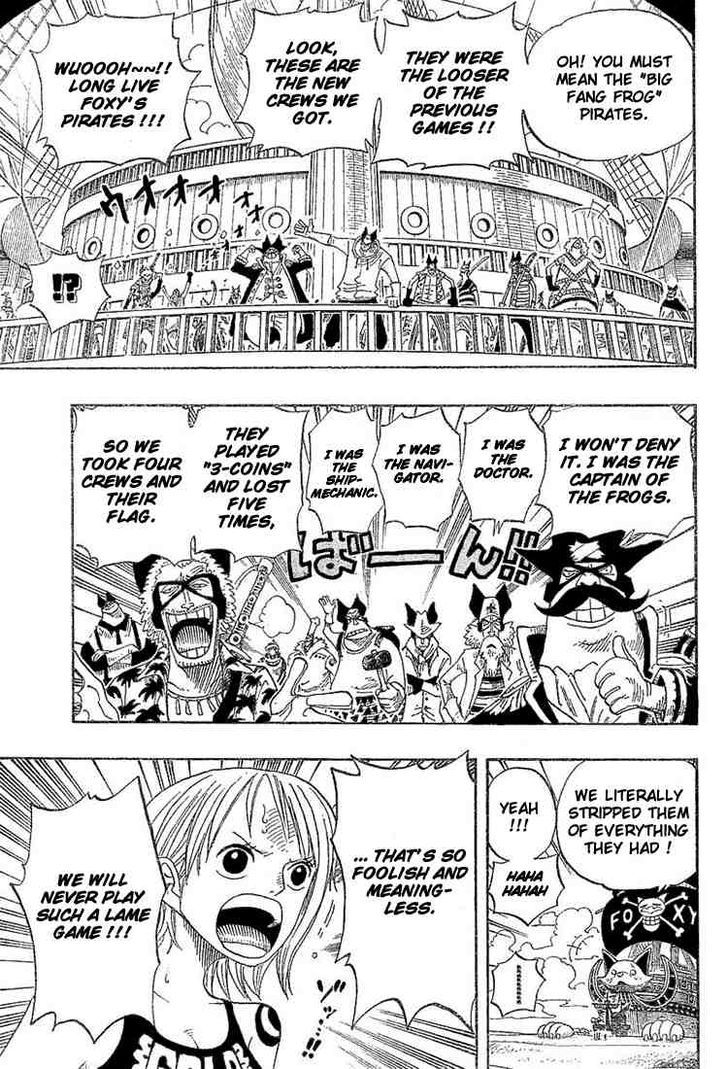 OH! YOU MUST
MEAN THE "BIG
FANG FROG"
PIRATES.
THEY WERE
THE LOOSER
OF THE
PREVIOUS
GAMES !!
LOOK,
THESE ARE
THE NEW
CREWS WE
GOT.
WUOOOH~~!!
LONG LIVE
FOXY'S
PIRATES !!!
ウオオオォ
!?
I WON'T DENY
IT. I WAS THE
CAPTAIN OF
THE FROGS.
I WAS
THE
DOCTOR.
I WAS
THE NAVI-
GATOR.
I WAS
THE
SHIP-
MECHANIC.
THEY
PLAYED
"3-COINS"
AND LOST
FIVE
TIMES,
SO WE
TOOK FOUR
CREWS AND
THEIR
FLAG.
ばーん!!
WE LITERALLY
STRIPPED THEM
OF EVERYTHING
THEY HAD !
YEAH
!!!
HAHA
HAHAH
FOXY
... THAT'S SO
FOOLISH AND
MEANING-
LESS.
WE WILL
NEVER PLAY
SUCH A LAME
GAME !!!